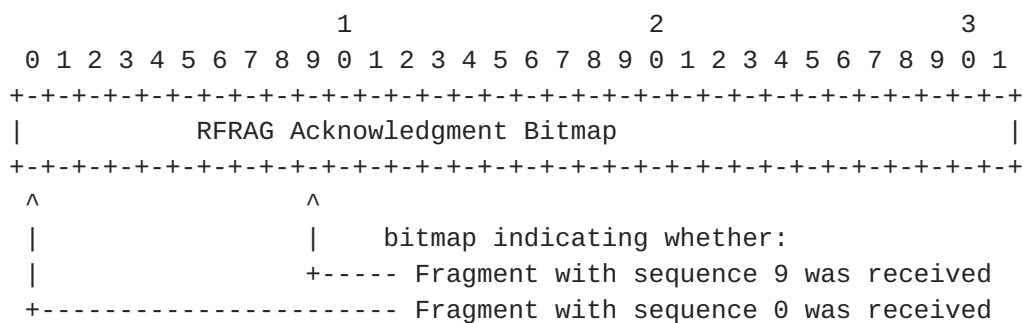 1                   2                   3
 0 1 2 3 4 5 6 7 8 9 0 1 2 3 4 5 6 7 8 9 0 1 2 3 4 5 6 7 8 9 0 1
+-+-+-+-+-+-+-+-+-+-+-+-+-+-+-+-+-+-+-+-+-+-+-+-+-+-+-+-+-+-+-+-+
|           RFRAG Acknowledgment Bitmap                         |
+-+-+-+-+-+-+-+-+-+-+-+-+-+-+-+-+-+-+-+-+-+-+-+-+-+-+-+-+-+-+-+-+
 ^                 ^
 |                 |    bitmap indicating whether:
 |                 +----- Fragment with sequence 9 was received
 +----------------------- Fragment with sequence 0 was received